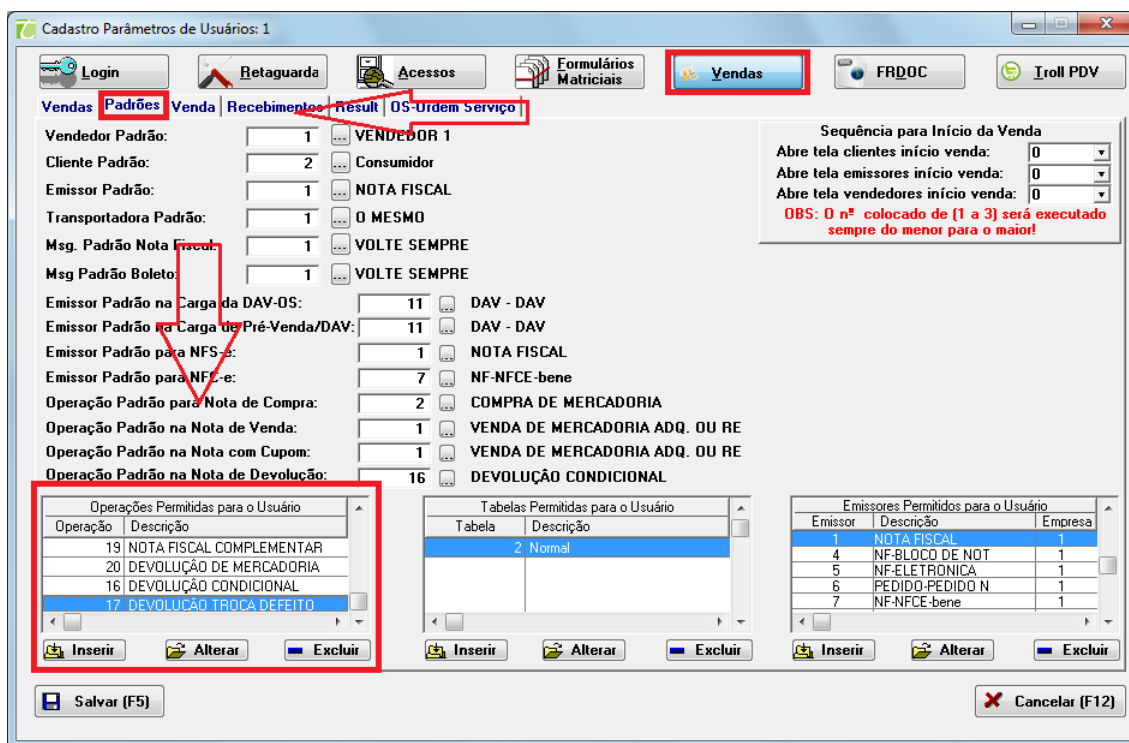 Cadastro Parâmetros de Usuários: 1
Login Retaguarda Acessos Formulários Matriciais Vendas FRDOC Troll PDV
Vendas Padrões Venda Recebimentos Result OS-Ordem Serviço
Vendedor Padrão: 1 ... VENDEDOR 1
Cliente Padrão: 2 ... Consumidor
Emissor Padrão: 1 ... NOTA FISCAL
Transportadora Padrão: 1 ... O MESMO
Msg. Padrão Nota Fiscal: 1 ... VOLTE SEMPRE
Msg Padrão Boleto: 1 ... VOLTE SEMPRE
Sequência para Início da Venda
Abre tela clientes início venda: 0
Abre tela emissores início venda: 0
Abre tela vendedores início venda: 0
OBS: O nº colocado de (1 a 3) será executado
sempre do menor para o maior!
Emissor Padrão na Carga da DAV-OS: 11 ... DAV - DAV
Emissor Padrão na Carga de Pré-Venda/DAV: 11 ... DAV - DAV
Emissor Padrão para NFS-e: 1 ... NOTA FISCAL
Emissor Padrão para NFC-e: 7 ... NF-NFCE-bene
Operação Padrão para Nota de Compra: 2 ... COMPRA DE MERCADORIA
Operação Padrão na Nota de Venda: 1 ... VENDA DE MERCADORIA ADQ. OU RE
Operação Padrão na Nota com Cupom: 1 ... VENDA DE MERCADORIA ADQ. OU RE
Operação Padrão na Nota de Devolução: 16 ... DEVOLUÇÂO CONDICIONAL
Operações Permitidas para o Usuário
Operação Descrição
19 NOTA FISCAL COMPLEMENTAR
20 DEVOLUÇÂO DE MERCADORIA
16 DEVOLUÇÂO CONDICIONAL
17 DEVOLUÇÂO TROCA DEFEITO
Inserir Alterar Excluir
Tabelas Permitidas para o Usuário
Tabela Descrição
2 Normal
Inserir Alterar Excluir
Emissores Permitidos para o Usuário
Emissor Descrição Empresa
1 NOTA FISCAL 1
4 NF-BLOCO DE NOT 1
5 NF-ELETRONICA 1
6 PEDIDO-PEDIDO N 1
7 NF-NFCE-bene 1
Inserir Alterar Excluir
Salvar (F5) Cancelar (F12)